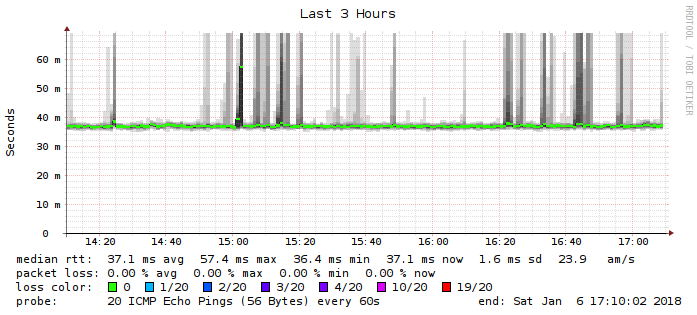 Last 3 Hours
RRDTOOL / TOBI OETIKER
Seconds
60 m
50 m
40 m
30 m
20 m
10 m
0
14:20 14:40 15:00 15:20 15:40 16:00 16:20 16:40 17:00
median rtt: 37.1 ms avg 57.4 ms max 36.4 ms min 37.1 ms now 1.6 ms sd 23.9 am/s
packet loss: 0.00 % avg 0.00 % max 0.00 % min 0.00 % now
loss color: 0 1/20 2/20 3/20 4/20 10/20 19/20
probe: 20 ICMP Echo Pings (56 Bytes) every 60s end: Sat Jan 6 17:10:02 2018